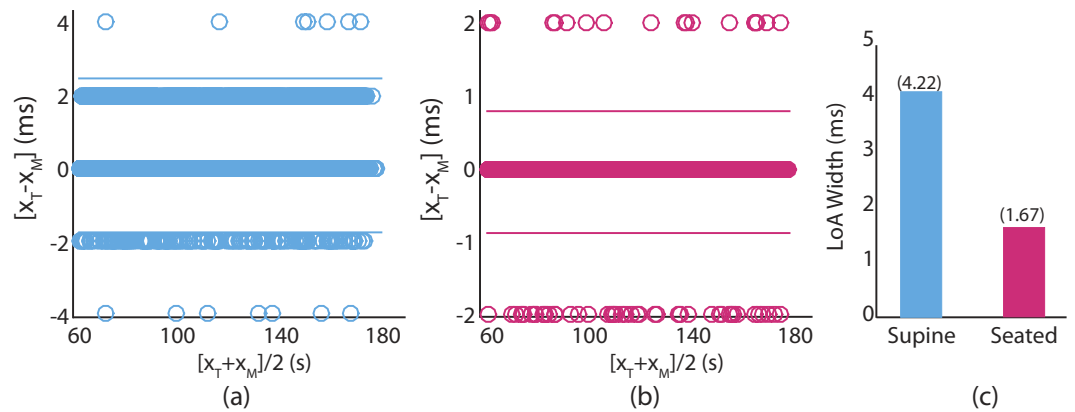 [x_T-x_M] (ms)
4
2
0
-2
-4
60 100 140 180
[x_T+x_M]/2 (s)
(a)
[x_T-x_M] (ms)
2
1
0
-1
-2
60 100 140 180
[x_T+x_M]/2 (s)
(b)
LoA Width (ms)
5
4
3
2
1
0
(4.22)
(1.67)
Supine Seated
(c)